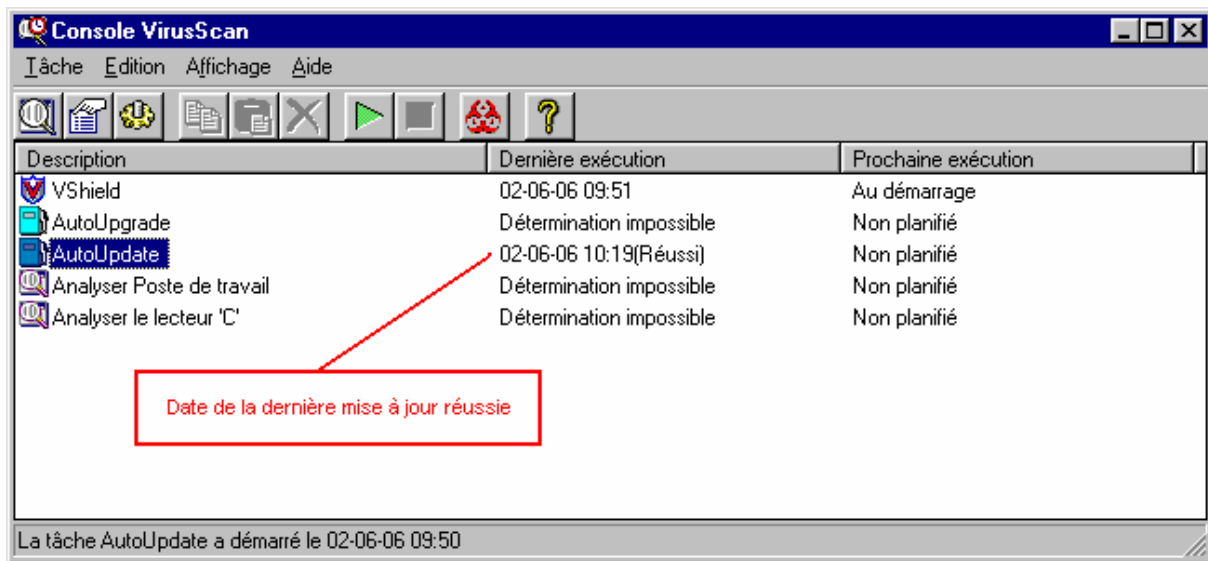 Console VirusScan
Tâche Edition Affichage Aide
Description Dernière exécution Prochaine exécution
VShield 02-06-06 09:51 Au démarrage
AutoUpgrade Détermination impossible Non planifié
AutoUpdate 02-06-06 10:19(Réussi) Non planifié
Analyser Poste de travail Détermination impossible Non planifié
Analyser le lecteur 'C' Détermination impossible Non planifié
Date de la dernière mise à jour réussie
La tâche AutoUpdate a démarré le 02-06-06 09:50